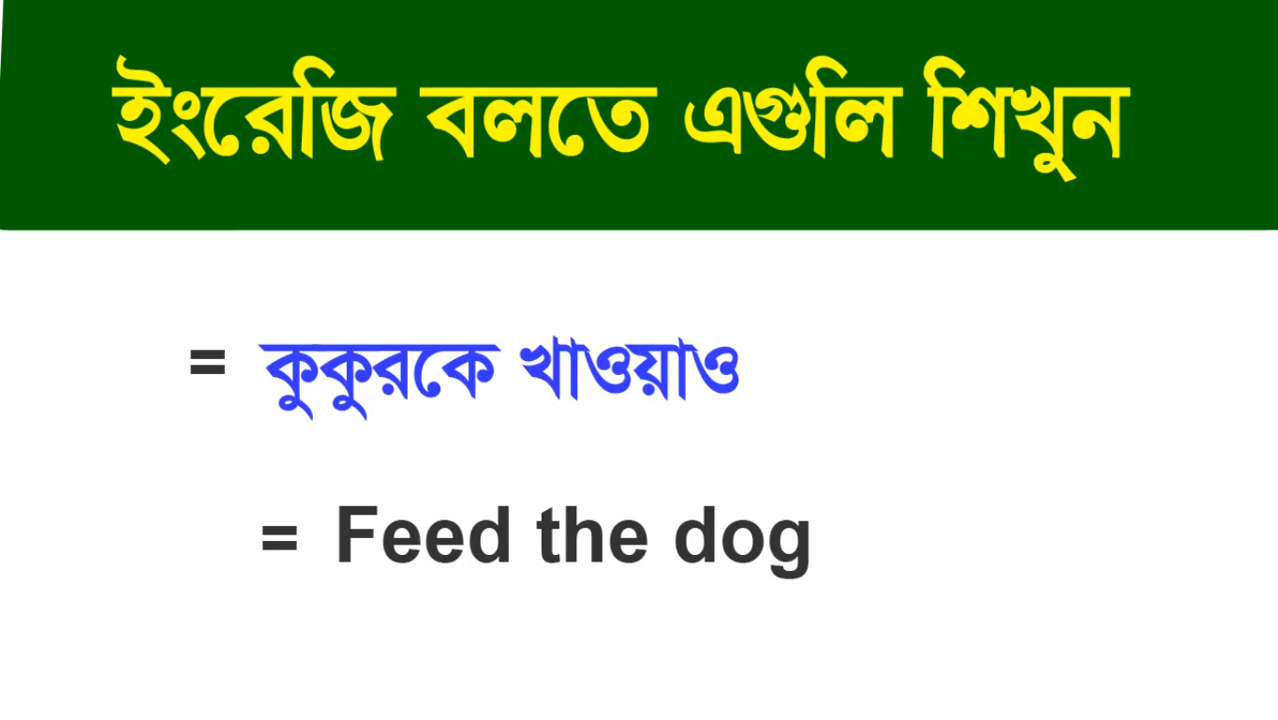 ইংরেজি বলতে এগুলি শিখুন
= কুকুরকে খাওয়াও
= Feed the dog